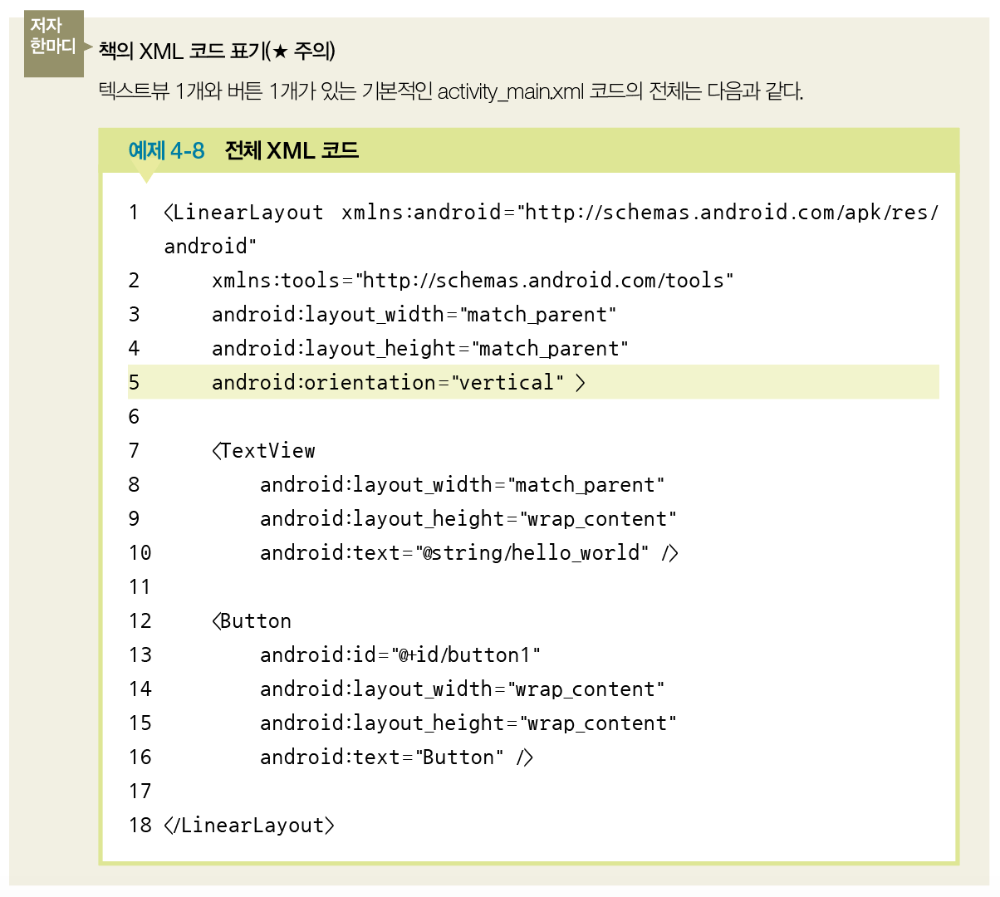 저자
한마디
책의 XML 코드 표기(★ 주의)
텍스트뷰 1개와 버튼 1개가 있는 기본적인 activity_main.xml 코드의 전체는 다음과 같다.
예제 4-8 전체 XML 코드
1 <LinearLayout xmlns:android="http://schemas.android.com/apk/res/
android"
2 xmlns:tools="http://schemas.android.com/tools"
3 android:layout_width="match_parent"
4 android:layout_height="match_parent"
5 android:orientation="vertical" >
6
7 <TextView
8 android:layout_width="match_parent"
9 android:layout_height="wrap_content"
10 android:text="@string/hello_world" />
11
12 <Button
13 android:id="@+id/button1"
14 android:layout_width="wrap_content"
15 android:layout_height="wrap_content"
16 android:text="Button" />
17
18 </LinearLayout>